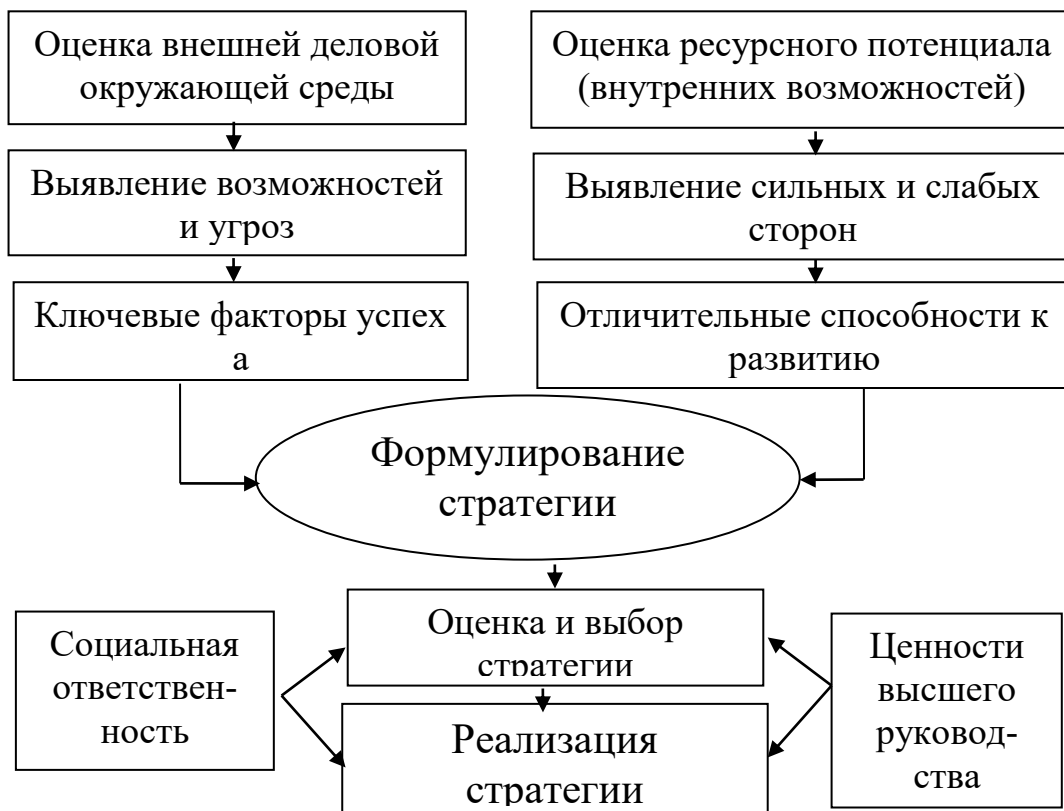 Оценка внешней деловой
окружающей среды
Оценка ресурсного потенциала
(внутренних возможностей)
Выявление возможностей
и угроз
Выявление сильных и слабых
сторон
Ключевые факторы успех
а
Отличительные способности к
развитию
Формулирование
стратегии
Социальная
ответствен-
ность
Оценка и выбор
стратегии
Ценности
высшего
руковод-
ства
Реализация
стратегии